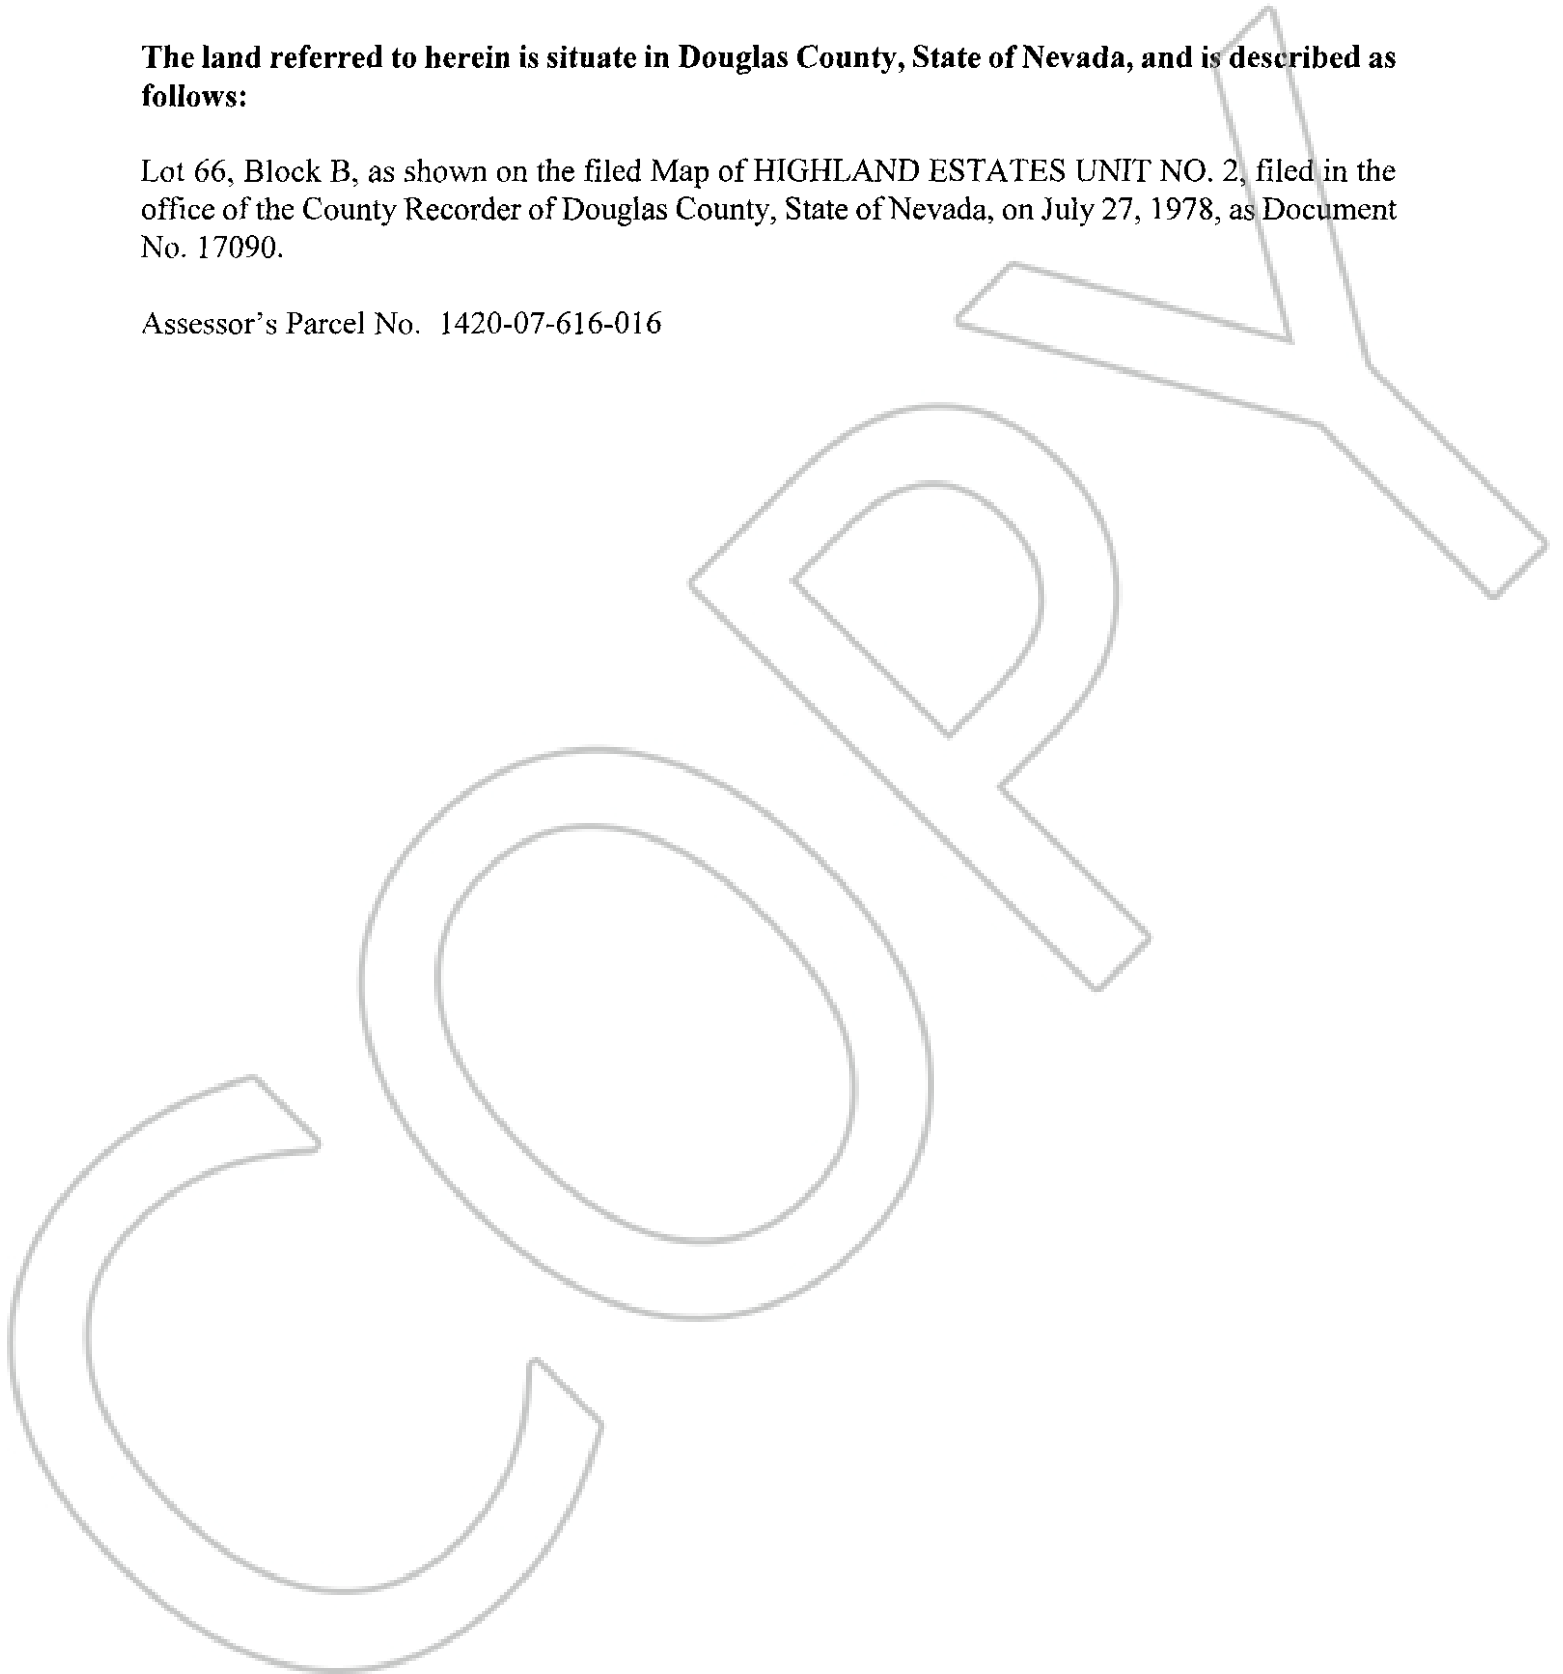 The land referred to herein is situate in Douglas County, State of Nevada, and is described as
follows:
Lot 66, Block B, as shown on the filed Map of HIGHLAND ESTATES UNIT NO. 2, filed in the
office of the County Recorder of Douglas County, State of Nevada, on July 27, 1978, as Document
No. 17090.
Assessor's Parcel No. 1420-07-616-016
COPY